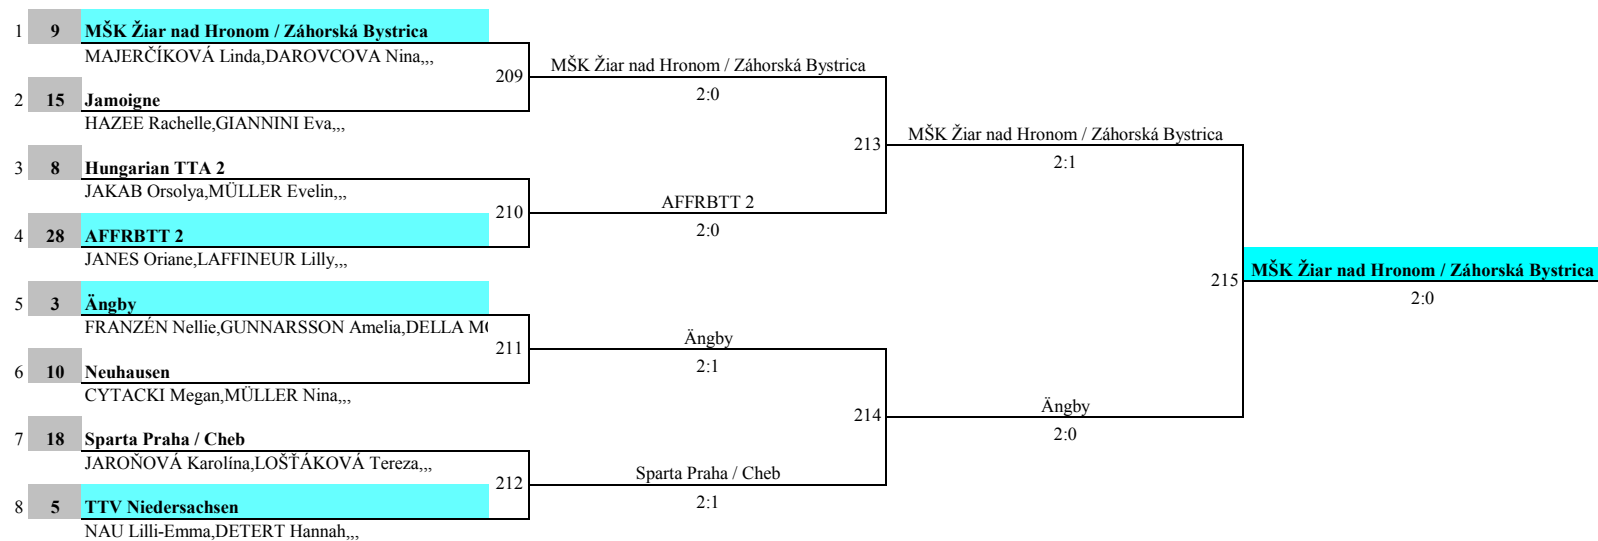 1 9 MŠK Žiar nad Hronom / Záhorská Bystrica
MAJERČÍKOVÁ Linda,DAROVCOVA Nina,,,
209 MŠK Žiar nad Hronom / Záhorská Bystrica
2:0
2 15 Jamoigne
HAZEE Rachelle,GIANNINI Eva,,,
213 MŠK Žiar nad Hronom / Záhorská Bystrica
2:1
3 8 Hungarian TTA 2
JAKAB Orsolya,MÜLLER Evelin,,,
210 AFFRBTT 2
2:0
4 28 AFFRBTT 2
JANES Oriane,LAFFINEUR Lilly,,,
215 MŠK Žiar nad Hronom / Záhorská Bystrica
2:0
5 3 Ängby
FRANZÉN Nellie,GUNNARSSON Amelia,DELLA
211 Ängby
2:1
6 10 Neuhausen
CYTACKI Megan,MÜLLER Nina,,,
214 Ängby
2:0
7 18 Sparta Praha / Cheb
JAROŇOVÁ Karolína,LOŠŤÁKOVÁ Tereza,,,
212 Sparta Praha / Cheb
2:1
8 5 TTV Niedersachsen
NAU Lilli-Emma,DETERT Hannah,,,